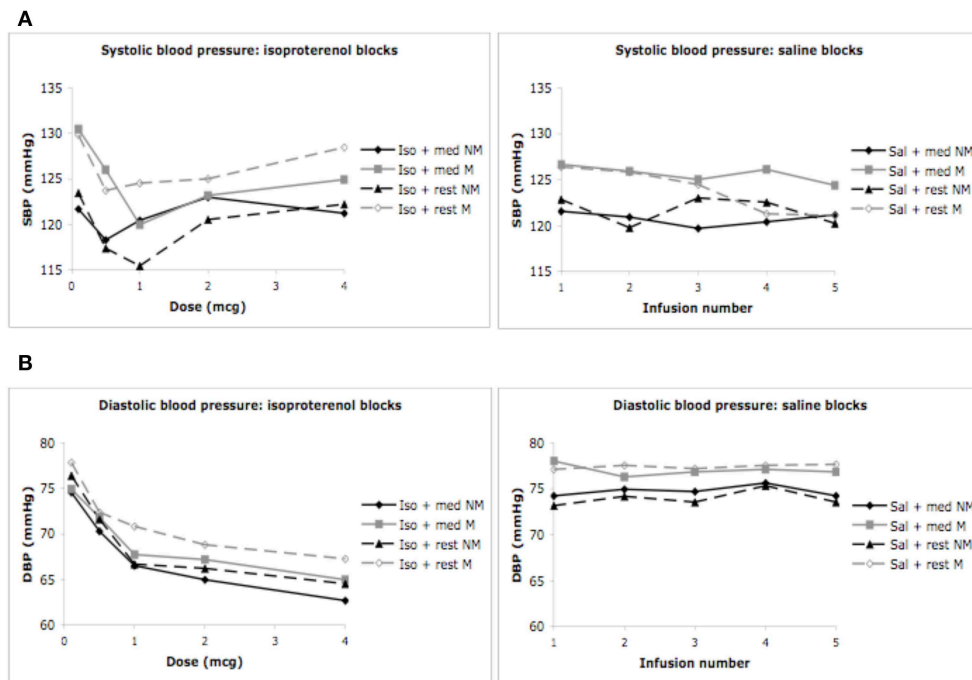 A
Systolic blood pressure: isoproterenol blocks
135
130
125
120
115
SBP (mmHg)
0 1 2 3 4
Dose (mcg)
Iso + med NM
Iso + med M
Iso + rest NM
Iso + rest M
Systolic blood pressure: saline blocks
135
130
125
120
115
SBP (mmHg)
1 2 3 4 5
Infusion number
Sal + med NM
Sal + med M
Sal + rest NM
Sal + rest M
B
Diastolic blood pressure: isoproterenol blocks
80
75
70
65
60
DBP (mmHg)
0 1 2 3 4
Dose (mcg)
Iso + med NM
Iso + med M
Iso + rest NM
Iso + rest M
Diastolic blood pressure: saline blocks
80
75
70
65
60
DBP (mmHg)
1 2 3 4 5
Infusion number
Sal + med NM
Sal + med M
Sal + rest NM
Sal + rest M